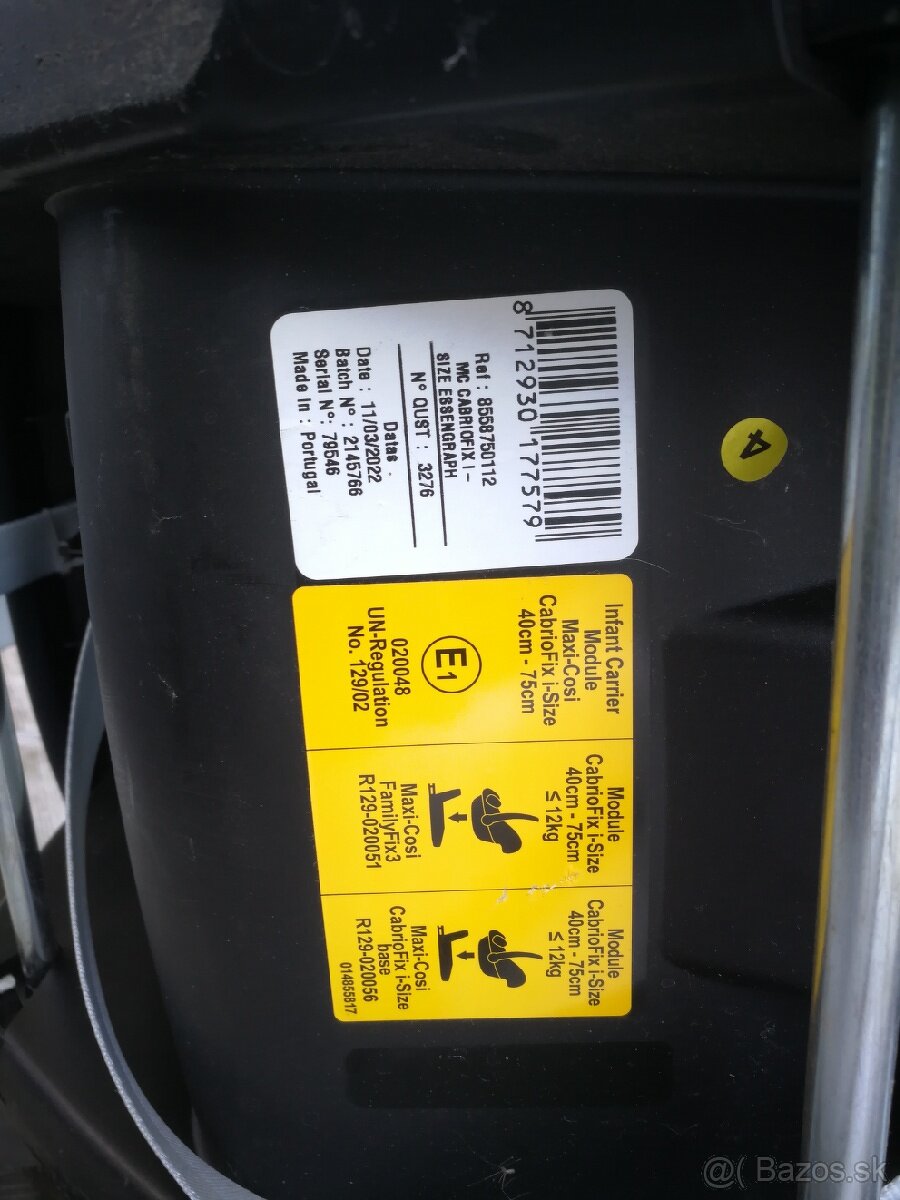 8 712930 177579
Ref : 8558750112
MC CABRIOFIX I-
SIZE ESSENGRAPH
N° QUST : 3276
Datas
Date : 11/03/2022
Batch N° : 2145766
Serial N°: 79546
Made in : Portugal
4
Infant Carrier
Module
Maxi-Cosi
CabrioFix i-Size
40cm - 75cm
E1
020048
UN-Regulation
No. 129/02
Module
CabrioFix i-Size
40cm - 75cm
≤ 12kg
Maxi-Cosi
FamilyFix3
R129-020051
Module
CabrioFix i-Size
40cm - 75cm
≤ 12kg
Maxi-Cosi
CabrioFix i-Size
base
R129-020056
014855817
@( Bazos.sk